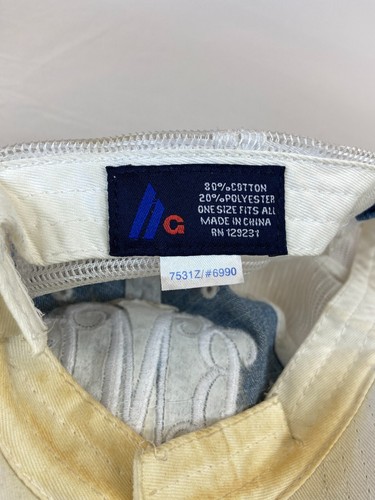 G
80%COTTON
20%POLYESTER
ONE SIZE FITS ALL
MADE IN CHINA
RN 129231
7531Z/#6990